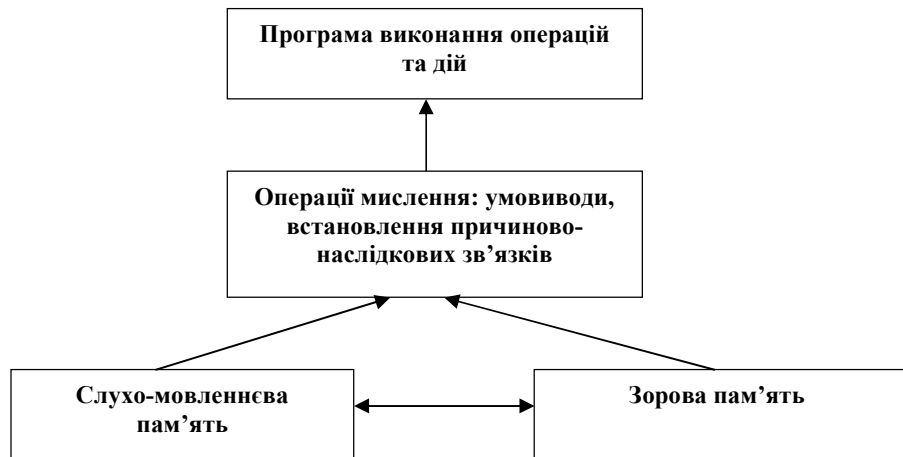 Програма виконання операцій
та дій
Операції мислення: умовиводи,
встановлення причиново-
наслідкових зв’язків
Слухо-мовленнєва
пам’ять
Зорова пам’ять